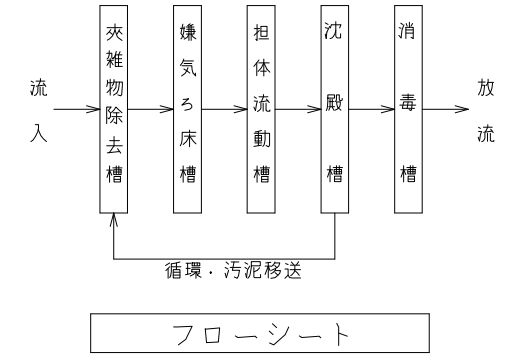 流入
夾雑物除去槽
嫌気ろ床槽
担体流動槽
沈殿槽
消毒槽
放流
循環・汚泥移送
フローシート